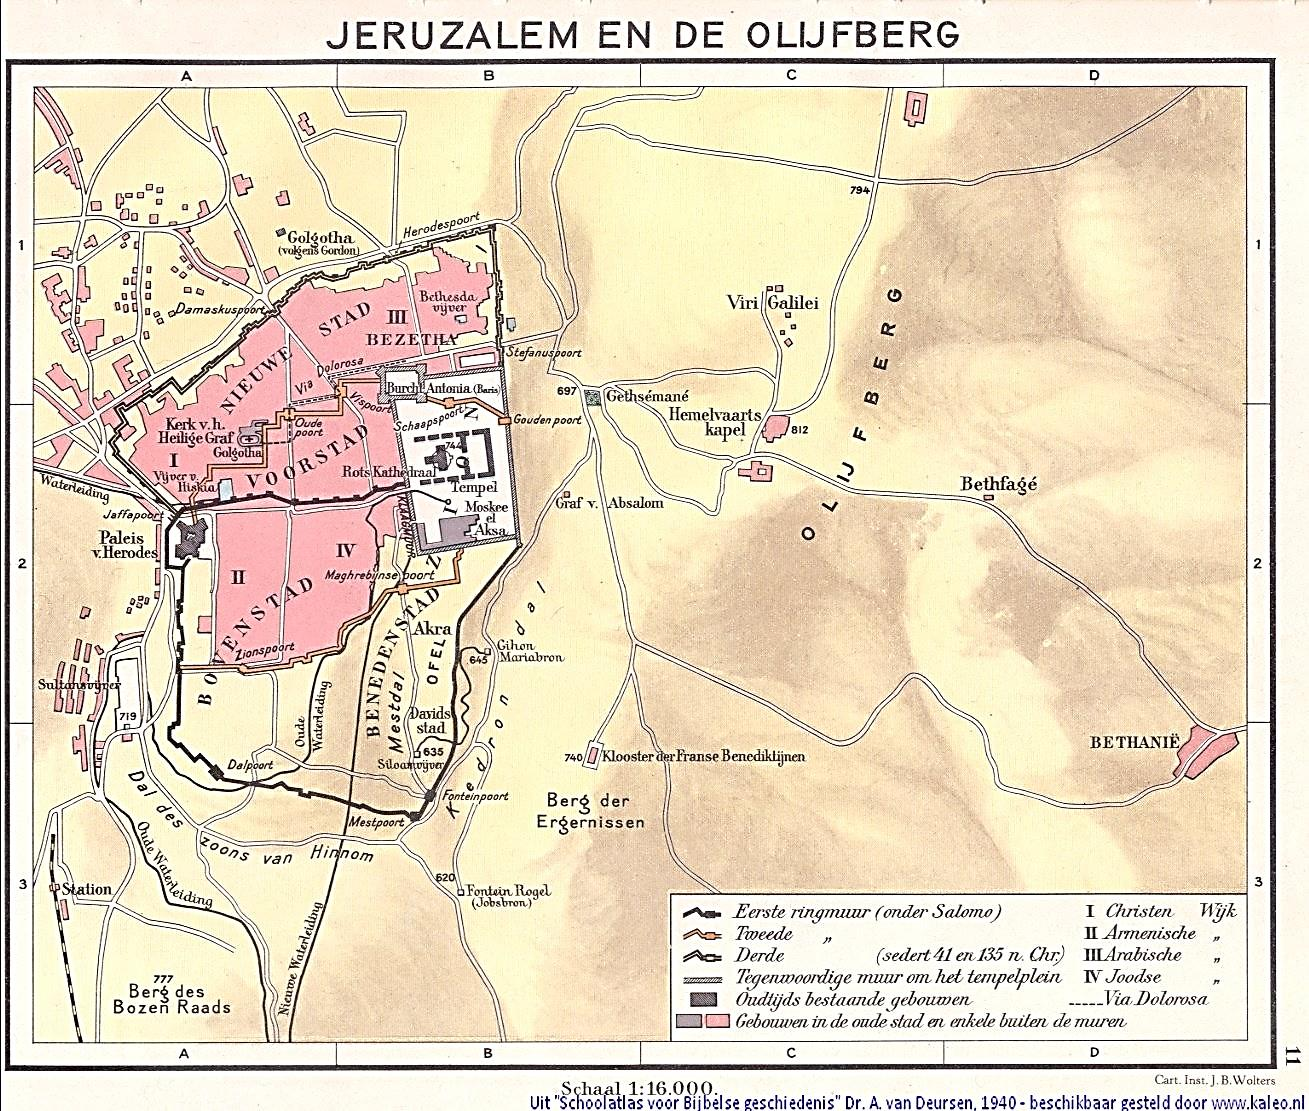 JERUZALEM EN DE OLIJFBERG
A B C D
1
2
3
1
2
3
A B C D
Golgotha
(volgens Gordon)
Herodespoort
Damaskuspoort
794
Viri Galilei
OLIJFBERG
Bethesda
vijver
NIEUWE STAD
III
BEZETHA
Via Dolorosa
Stefanuspoort
Burcht Antonia (Baris)
Vispoort
Schaapspoort
Gouden poort
697
Gethsémané
Hemelvaarts
kapel
812
Kerk v. h.
Heilige Graf
Golgotha
Oude
poort
I
Vijver v.
Hiskia
VOORSTAD
Rots Kathedraal
744
Tempel
ZION
Moskee
el
Aksa
KLAAGMUUR
Waterleiding
Jaffapoort
Paleis
v. Herodes
II
IV
BOVENSTAD
Maghrebijnse poort
Zionspoort
Graf v. Absalom
Bethfagé
BENEDENSTAD
Akra
OFEL
Mestdal
Gihon
Mariabron
645
Kedrondal
Davids
stad
635
Siloanvijver
Sultansvijver
719
Oude
Waterleiding
Dalpoort
Mestpoort
Fonteinpoort
740 Klooster der Franse Benediktijnen
BETHANIË
Berg der
Ergernissen
Dal des zoons van Hinnom
Oude Waterleiding
Nieuwe Waterleiding
620
Fontein Rogel
(Jobsbron)
Station
777
Berg des
Bozen Raads
Eerste ringmuur (onder Salomo)
Tweede „
Derde (sedert 41 en 135 n. Chr.)
Tegenwoordige muur om het tempelplein
Oudtijds bestaande gebouwen
Gebouwen in de oude stad en enkele buiten de muren
I Christen Wijk
II Armenische „
III Arabische „
IV Joodse „
Via Dolorosa
11
Schaal 1:16.000.
Cart. Inst. J. B. Wolters
Uit "Schoolatlas voor Bijbelse geschiedenis" Dr. A. van Deursen, 1940 - beschikbaar gesteld door www.kaleo.nl